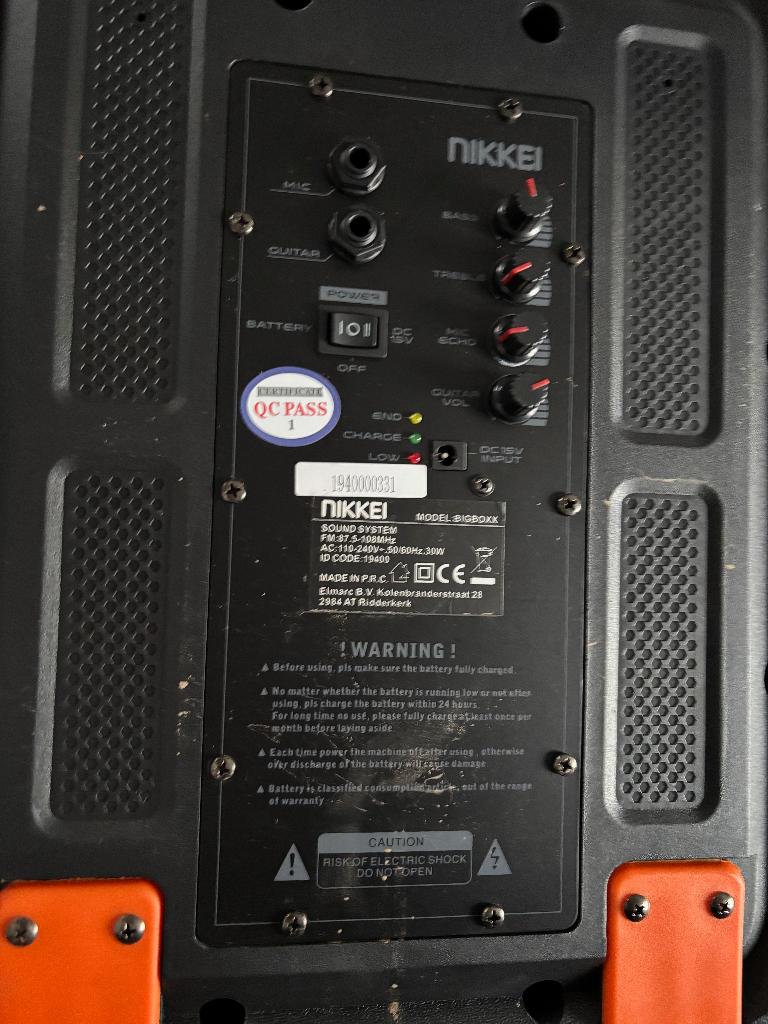 NIKKEI
MIC
BASS
GUITAR
TREBLE
POWER
BATTERY
IOII
DC 15V
OFF
MIC ECHO
GUITAR VOL
CERTIFICATE
QC PASS
1
END
CHARGE
LOW
DC15V INPUT
1940000331
NIKKEI MODEL:BIGBOXX
SOUND SYSTEM
FM:87.5-108MHz
AC:110-240V~,50/60Hz,30W
ID CODE:19400
MADE IN P.R.C. CE
Elmarc B.V. Kolenbranderstraat 28
2984 AT Ridderkerk
! WARNING !
▲ Before using, pls make sure the battery fully charged.
▲ No matter whether the battery is running low or not after
using, pls charge the battery within 24 hours.
For long time no use, please fully charge at least once per
month before laying aside
▲ Each time power the machine off after using , otherwise
over discharge of the battery will cause damage
▲ Battery is classified consumption article, out of the range
of warranty.
CAUTION
RISK OF ELECTRIC SHOCK
DO NOT OPEN